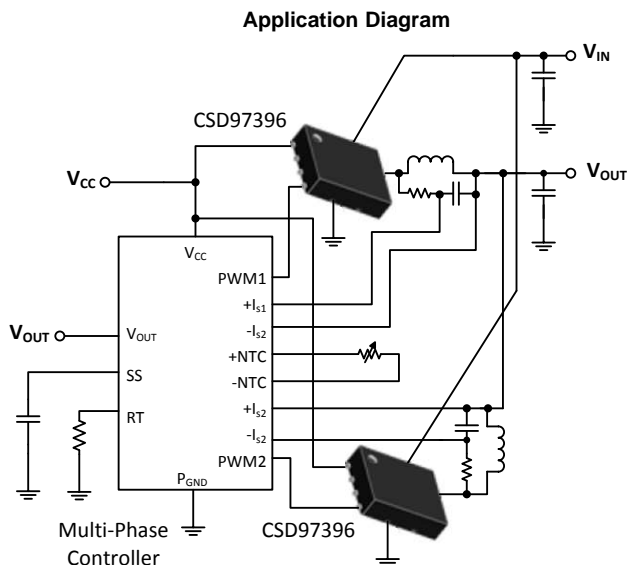 Application Diagram
V_IN
CSD97396
V_CC
V_OUT
V_CC
PWM1
+I_s1
-I_s2
V_OUT
V_OUT
+NTC
SS
-NTC
RT
+I_s2
-I_s2
PWM2
P_GND
Multi-Phase
Controller
CSD97396